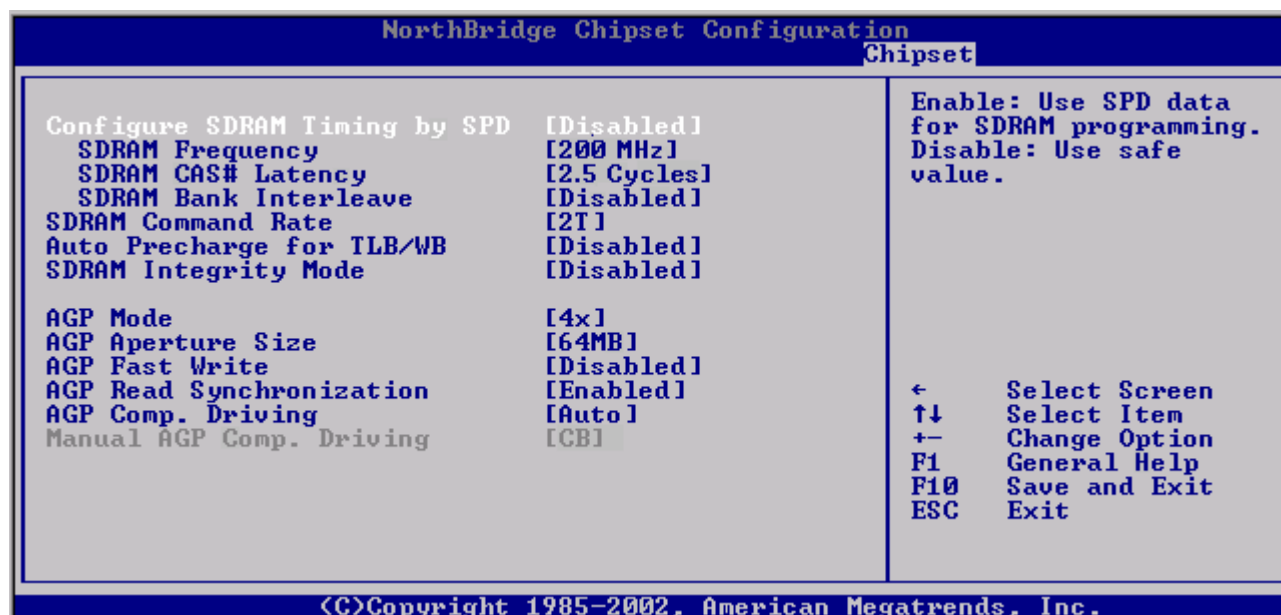 NorthBridge Chipset Configuration
Chipset
Configure SDRAM Timing by SPD [Disabled]
SDRAM Frequency [200 MHz]
SDRAM CAS# Latency [2.5 Cycles]
SDRAM Bank Interleave [Disabled]
SDRAM Command Rate [2T]
Auto Precharge for TLB/WB [Disabled]
SDRAM Integrity Mode [Disabled]
AGP Mode [4x]
AGP Aperture Size [64MB]
AGP Fast Write [Disabled]
AGP Read Synchronization [Enabled]
AGP Comp. Driving [Auto]
Manual AGP Comp. Driving [CB]
Enable: Use SPD data
for SDRAM programming.
Disable: Use safe
value.
← Select Screen
↑↓ Select Item
+- Change Option
F1 General Help
F10 Save and Exit
ESC Exit
(C)Copyright 1985-2002, American Megatrends, Inc.